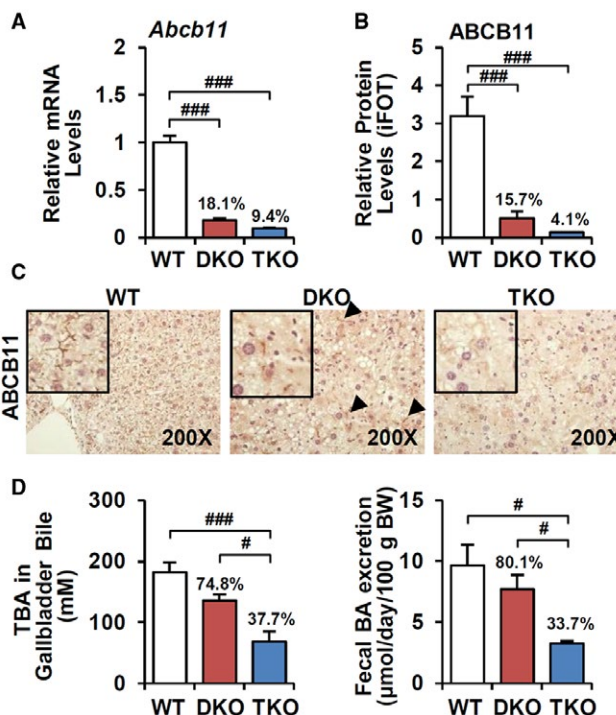 A
Abcb11
Relative mRNA
Levels
2
1.5
1
0.5
0
###
###
18.1%
9.4%
WT DKO TKO
B
ABCB11
Relative Protein
Levels (iFOT)
5
4
3
2
1
0
###
###
15.7%
4.1%
WT DKO TKO
C
WT DKO TKO
ABCB11
200X 200X 200X
D
TBA in
Gallbladder Bile
(mM)
300
200
100
0
###
#
74.8%
37.7%
WT DKO TKO
Fecal BA excretion
(μmol/day/100 g BW)
15
10
5
0
#
#
80.1%
33.7%
WT DKO TKO